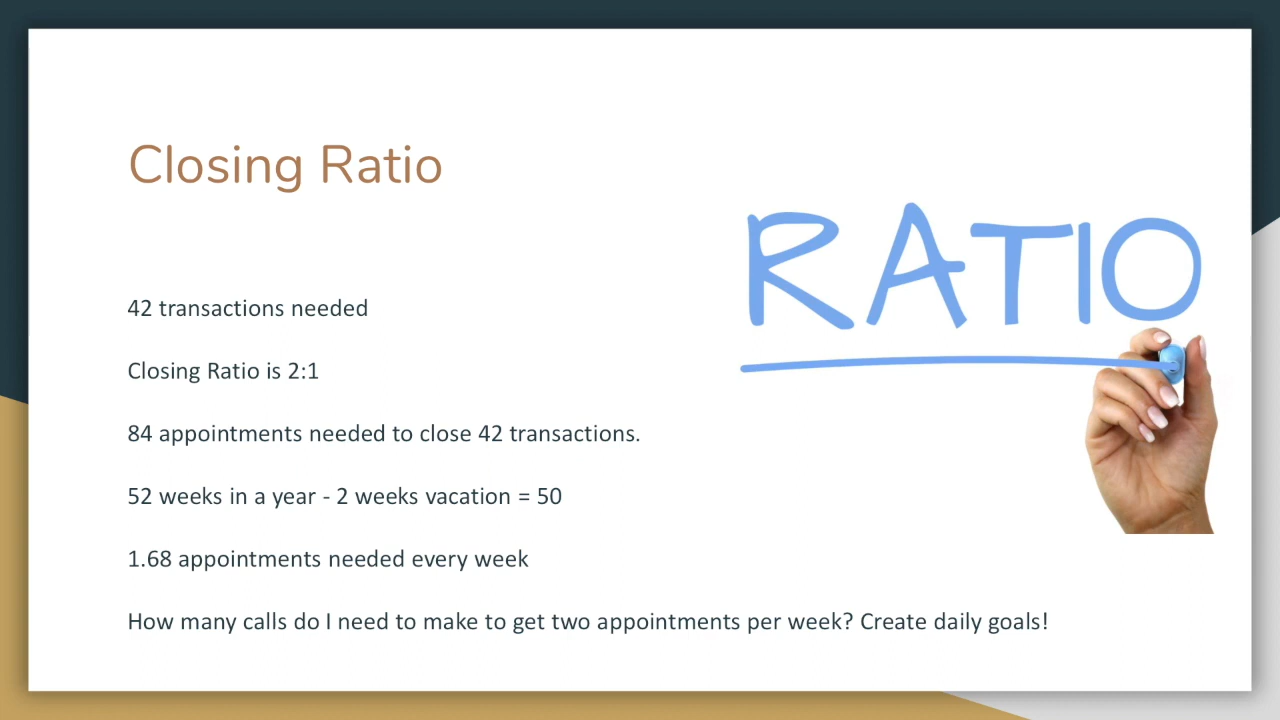 Closing Ratio
RATIO
42 transactions needed
Closing Ratio is 2:1
84 appointments needed to close 42 transactions.
52 weeks in a year - 2 weeks vacation = 50
1.68 appointments needed every week
How many calls do I need to make to get two appointments per week? Create daily goals!